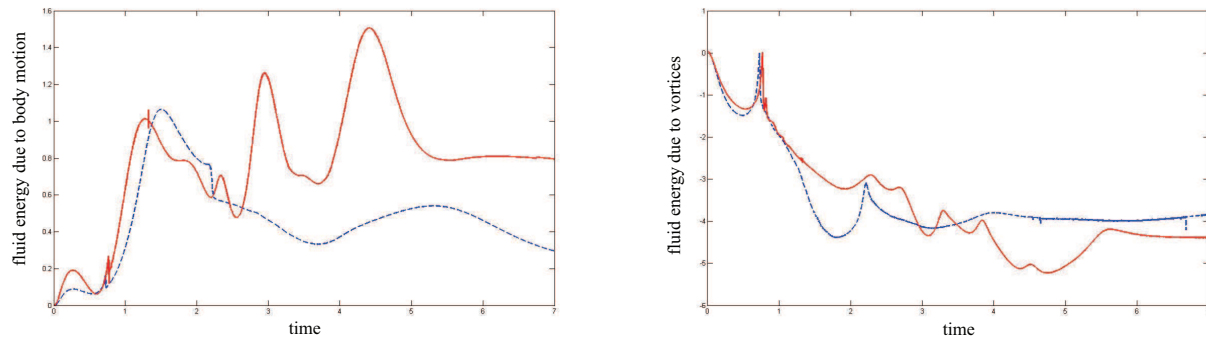 fluid energy due to body motion
1.6
1.4
1.2
1
0.8
0.6
0.4
0.2
0
0 1 2 3 4 5 6 7
time
fluid energy due to vortices
1
0
-1
-2
-3
-4
-5
-6
0 1 2 3 4 5 6
time